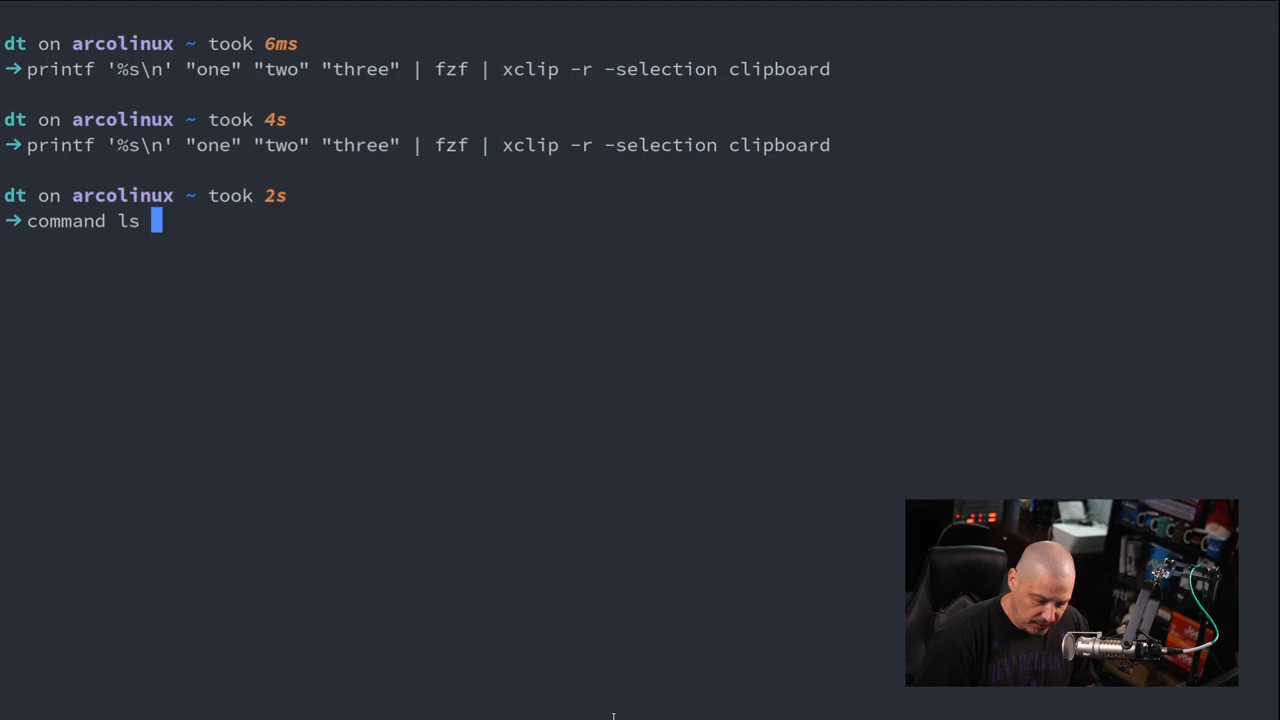 dt on arcolinux ~ took 6ms
➔ printf '%s\n' "one" "two" "three" | fzf | xclip -r -selection clipboard
dt on arcolinux ~ took 4s
➔ printf '%s\n' "one" "two" "three" | fzf | xclip -r -selection clipboard
dt on arcolinux ~ took 2s
➔ command ls